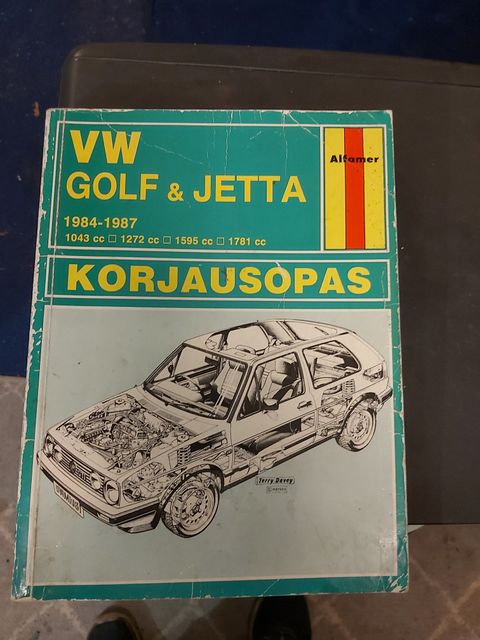 VW
GOLF & JETTA
1984-1987
1043 cc □ 1272 cc □ 1595 cc □ 1781 cc
Alfamer
KORJAUSOPAS
Terry Davey